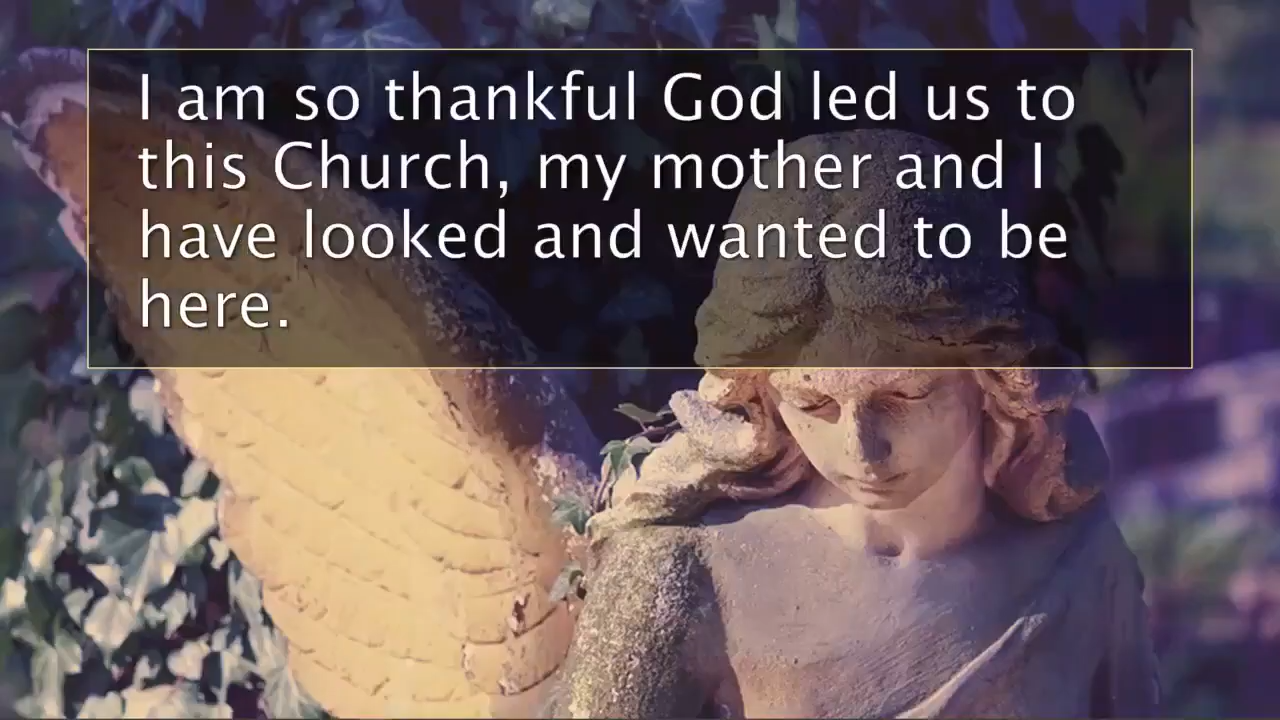 I am so thankful God led us to
this Church, my mother and I
have looked and wanted to be
here.